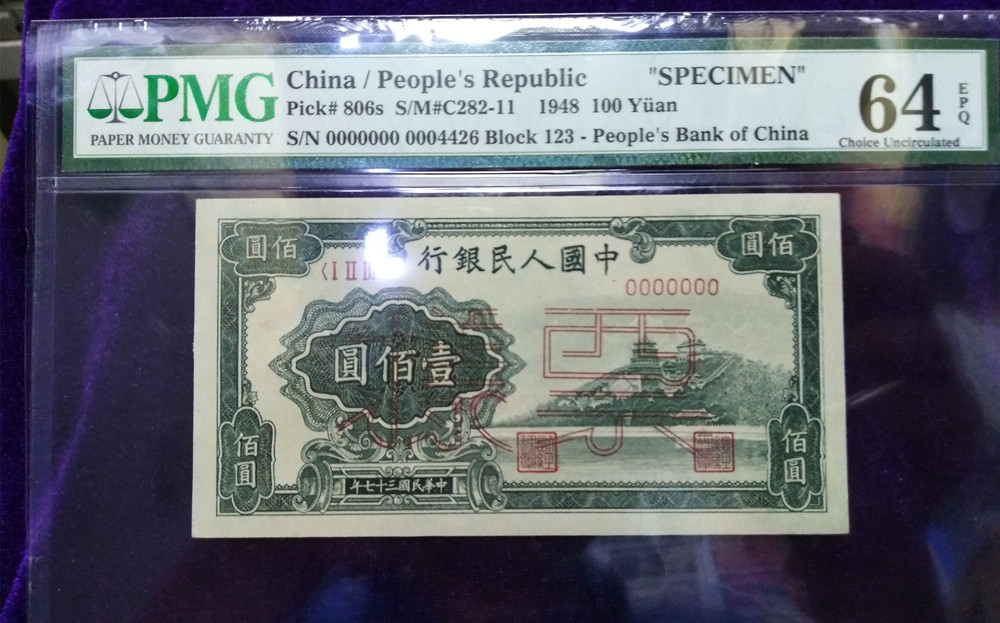 PMG
PAPER MONEY GUARANTY
China / People's Republic "SPECIMEN"
Pick# 806s S/M#C282-11 1948 100 Yüan
S/N 0000000 0004426 Block 123 - People's Bank of China
64
EPQ
Choice Uncirculated
圓佰
圓佰
行銀民人國中
〈I II III
0000000
圓佰壹
票樣
佰圓
佰圓
年七十三國民華中